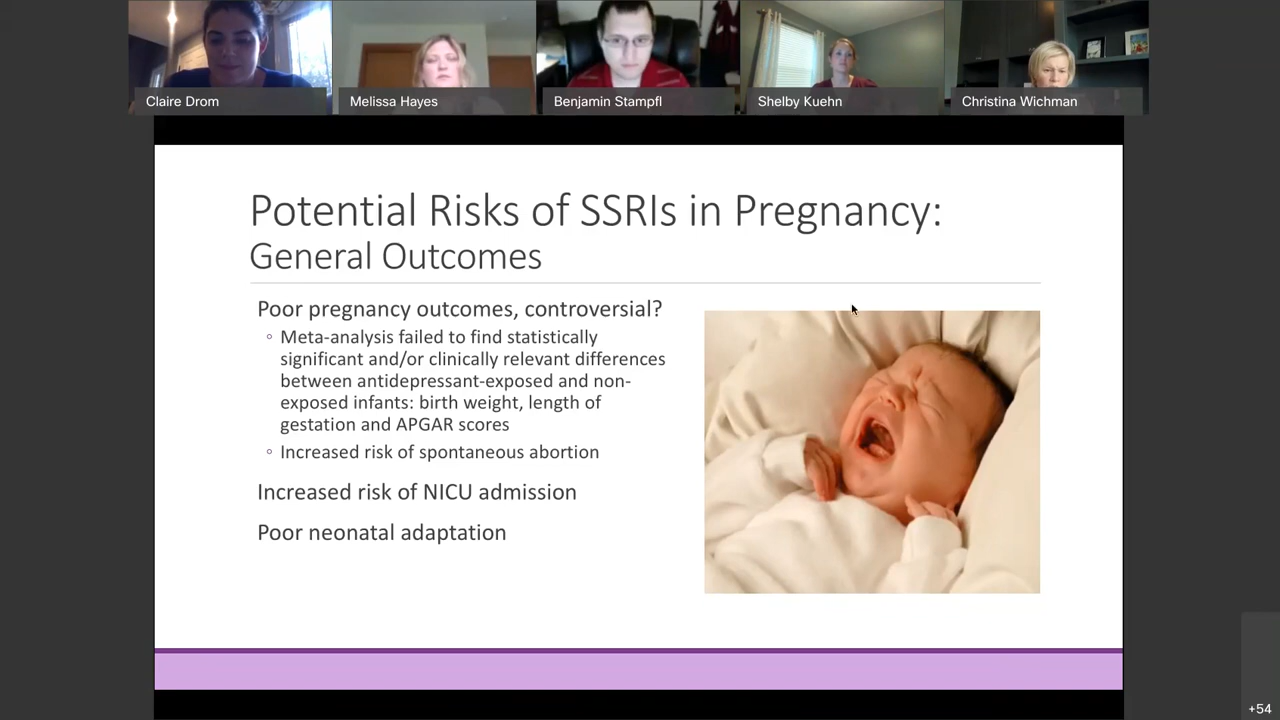 Claire Drom
Melissa Hayes
Benjamin Stampfl
Shelby Kuehn
Christina Wichman
Potential Risks of SSRIs in Pregnancy:
General Outcomes
Poor pregnancy outcomes, controversial?
◦ Meta-analysis failed to find statistically
significant and/or clinically relevant differences
between antidepressant-exposed and non-
exposed infants: birth weight, length of
gestation and APGAR scores
◦ Increased risk of spontaneous abortion
Increased risk of NICU admission
Poor neonatal adaptation
+54